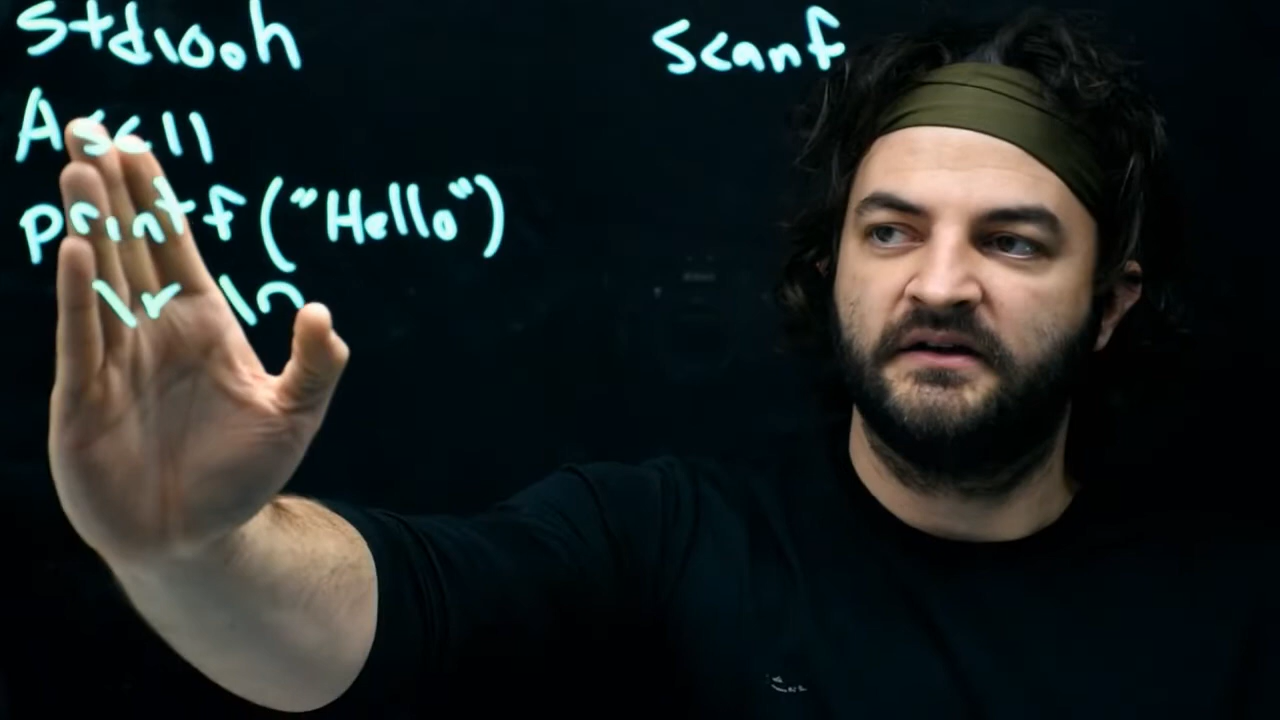 stdio.h
scanf
Ascii
printf("Hello")
\r \n